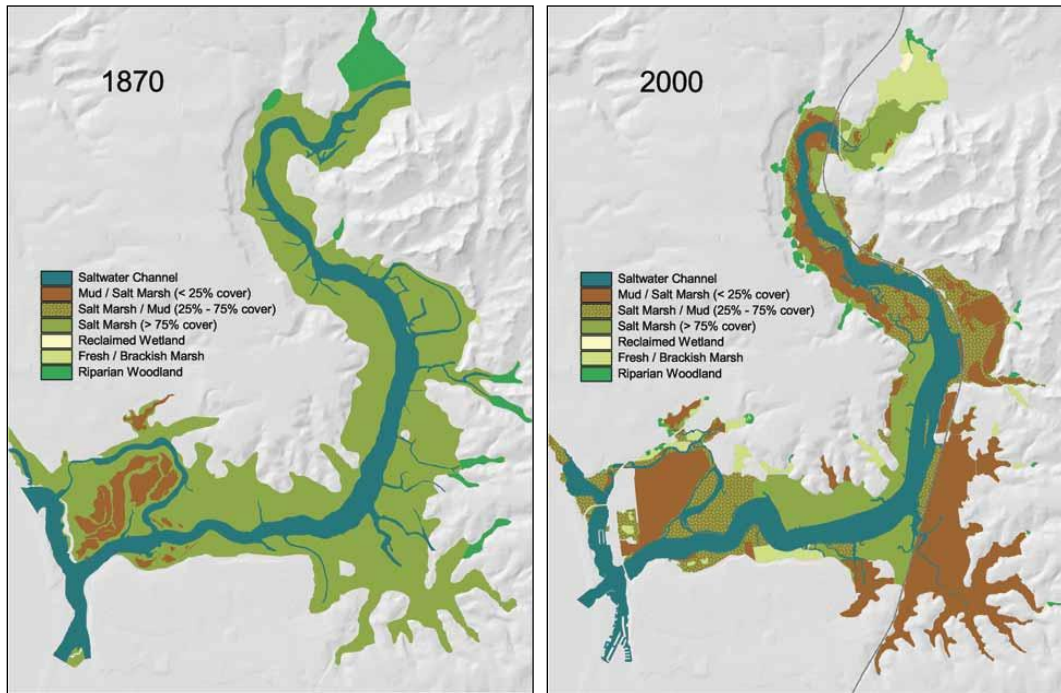 1870
Saltwater Channel
Mud / Salt Marsh (< 25% cover)
Salt Marsh / Mud (25% - 75% cover)
Salt Marsh (> 75% cover)
Reclaimed Wetland
Fresh / Brackish Marsh
Riparian Woodland
2000
Saltwater Channel
Mud / Salt Marsh (< 25% cover)
Salt Marsh / Mud (25% - 75% cover)
Salt Marsh (> 75% cover)
Reclaimed Wetland
Fresh / Brackish Marsh
Riparian Woodland